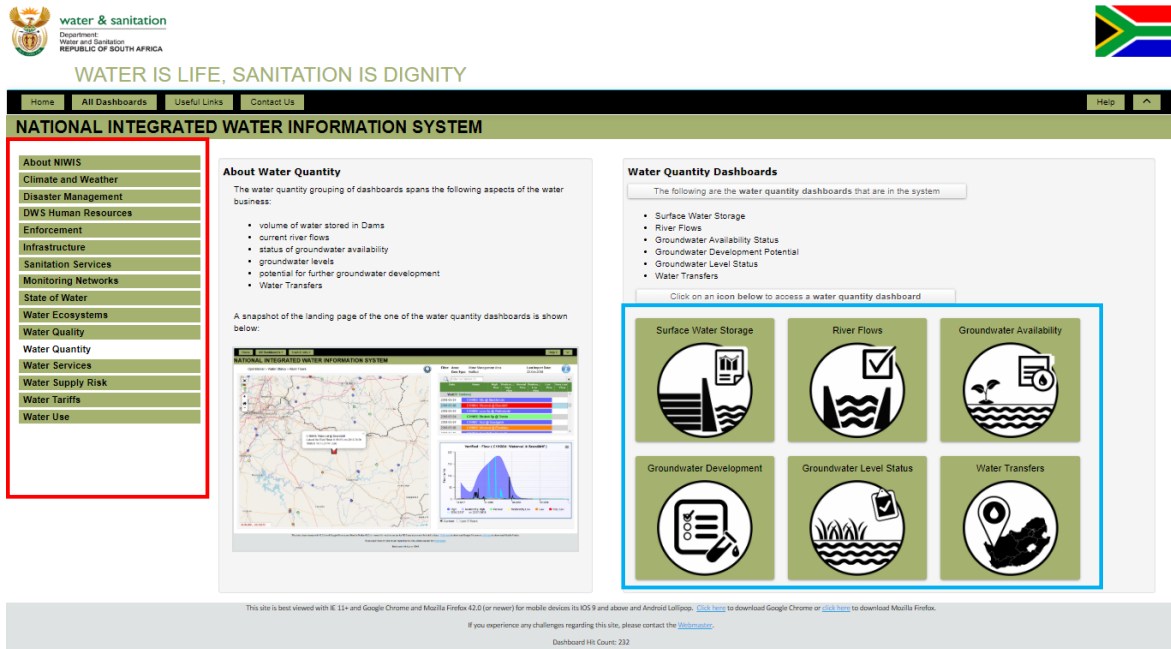 water & sanitation
Department:
Water and Sanitation
REPUBLIC OF SOUTH AFRICA
WATER IS LIFE, SANITATION IS DIGNITY
Home
All Dashboards
Useful Links
Contact Us
Help
NATIONAL INTEGRATED WATER INFORMATION SYSTEM
About NIWIS
Climate and Weather
Disaster Management
DWS Human Resources
Enforcement
Infrastructure
Sanitation Services
Monitoring Networks
State of Water
Water Ecosystems
Water Quality
Water Quantity
Water Services
Water Supply Risk
Water Tariffs
Water Use
About Water Quantity
The water quantity grouping of dashboards spans the following aspects of the water
business:
• volume of water stored in Dams
• current river flows
• status of groundwater availability
• groundwater levels
• potential for further groundwater development
• Water Transfers
A snapshot of the landing page of the one of the water quantity dashboards is shown
below:
NATIONAL INTEGRATED WATER INFORMATION SYSTEM
Water Quantity Dashboards
The following are the water quantity dashboards that are in the system
• Surface Water Storage
• River Flows
• Groundwater Availability Status
• Groundwater Development Potential
• Groundwater Level Status
• Water Transfers
Click on an icon below to access a water quantity dashboard
Surface Water Storage
River Flows
Groundwater Availability
Groundwater Development
Groundwater Level Status
Water Transfers
This site is best viewed with IE 11+ and Google Chrome and Mozilla Firefox 42.0 (or newer) for mobile devices its IOS 9 and above and Android Lollipop. Click here to download Google Chrome or click here to download Mozilla Firefox.
If you experience any challenges regarding this site, please contact the Webmaster.
Dashboard Hit Count: 232